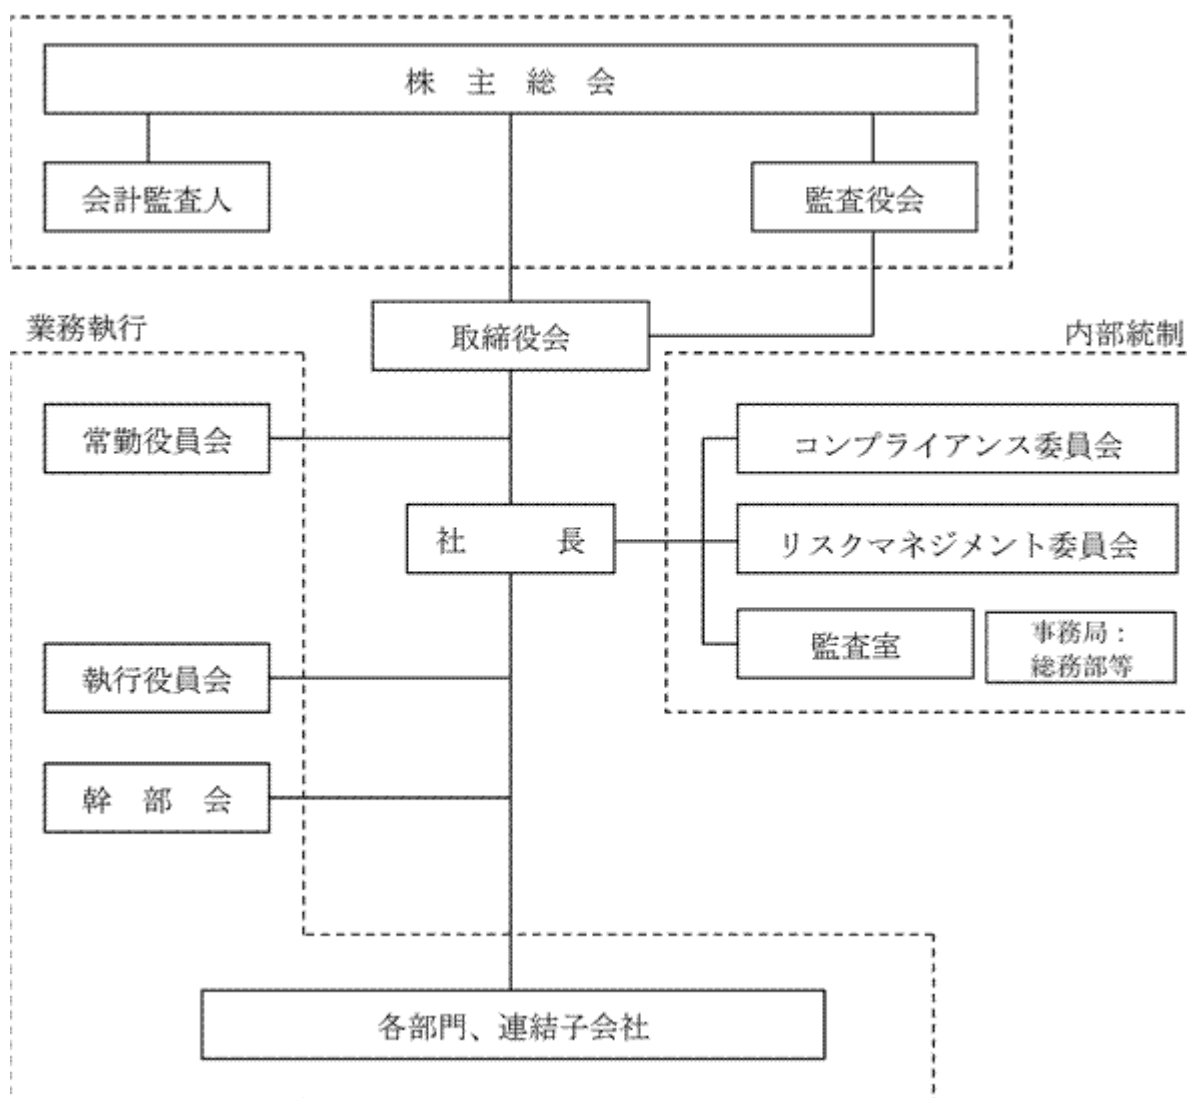 株 主 総 会
会計監査人
監査役会
取締役会
業務執行
内部統制
常勤役員会
コンプライアンス委員会
社 長
リスクマネジメント委員会
監査室
事務局：
総務部等
執行役員会
幹 部 会
各部門、連結子会社